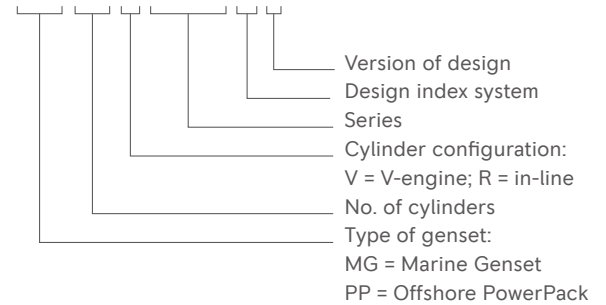 Version of design
Design index system
Series
Cylinder configuration:
V = V-engine; R = in-line
No. of cylinders
Type of genset:
MG = Marine Genset
PP = Offshore PowerPack